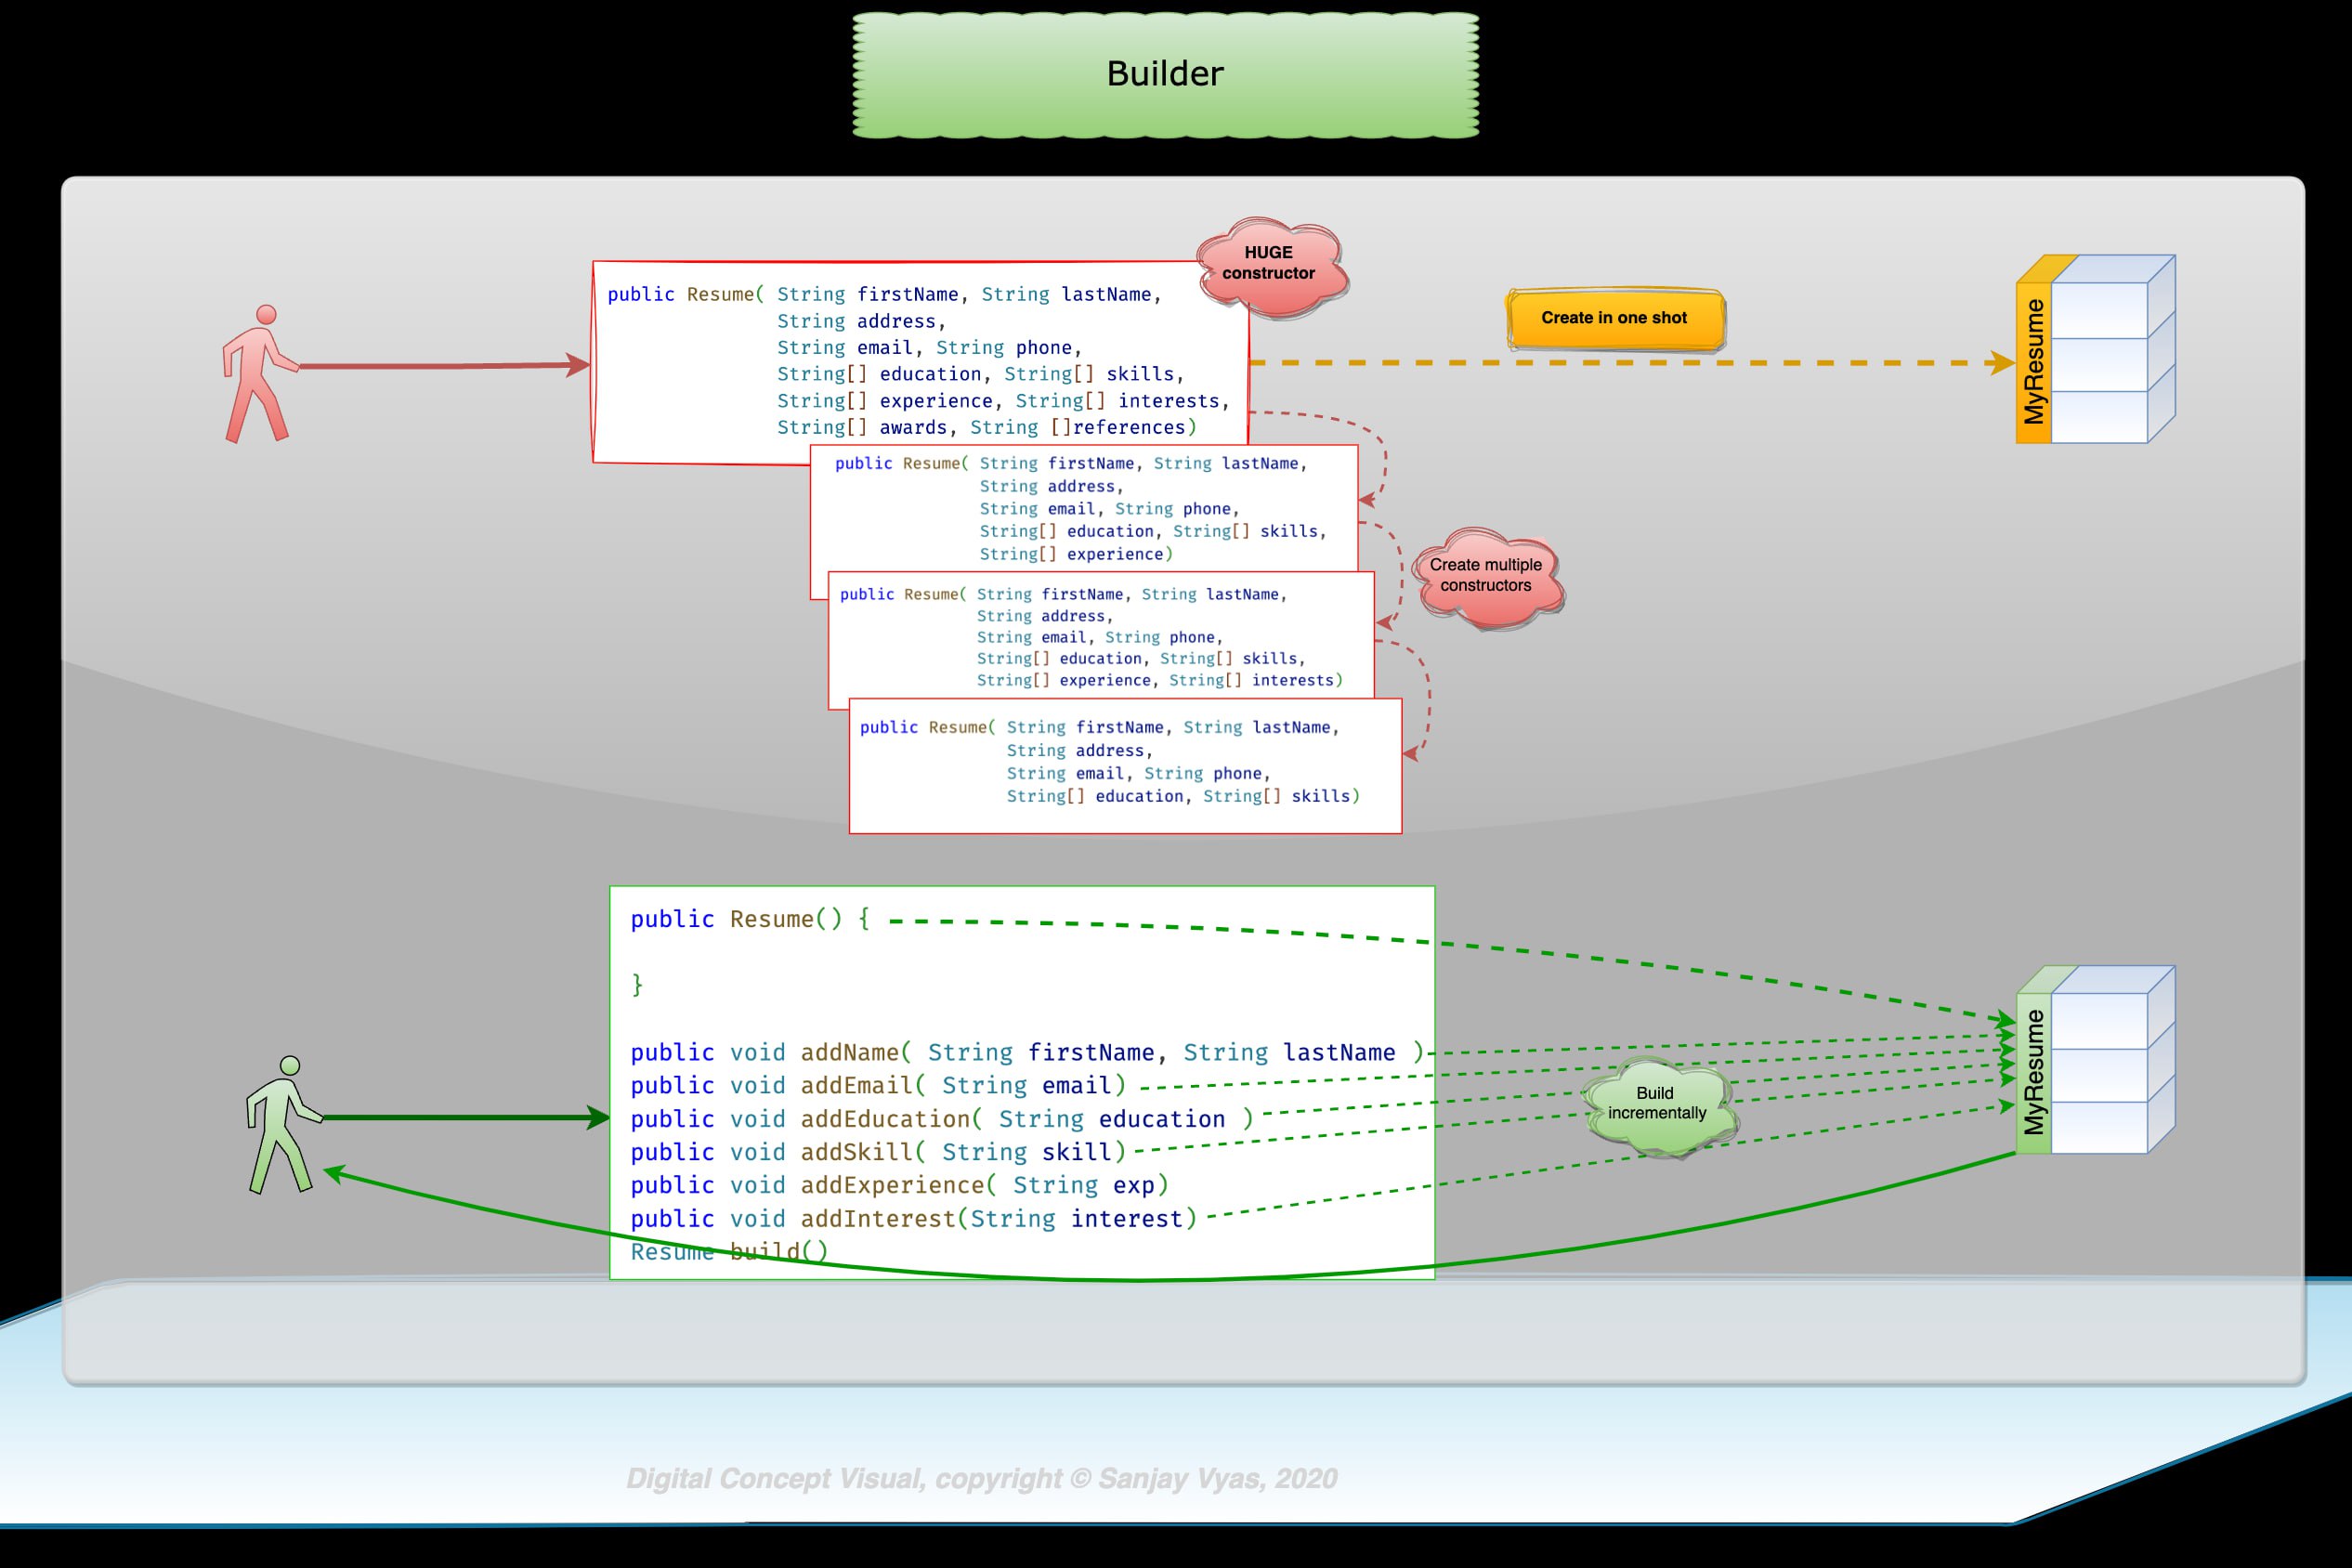 Builder
HUGE
constructor
public Resume( String firstName, String lastName,
String address,
String email, String phone,
String[] education, String[] skills,
String[] experience, String[] interests,
String[] awards, String []references)
Create in one shot
MyResume
public Resume( String firstName, String lastName,
String address,
String email, String phone,
String[] education, String[] skills,
String[] experience)
Create multiple
constructors
public Resume( String firstName, String lastName,
String address,
String email, String phone,
String[] education, String[] skills,
String[] experience, String[] interests)
public Resume( String firstName, String lastName,
String address,
String email, String phone,
String[] education, String[] skills)
public Resume() {
}
public void addName( String firstName, String lastName )
public void addEmail( String email)
public void addEducation( String education )
public void addSkill( String skill)
public void addExperience( String exp)
public void addInterest(String interest)
Resume build()
Build
incrementally
MyResume
Digital Concept Visual, copyright © Sanjay Vyas, 2020